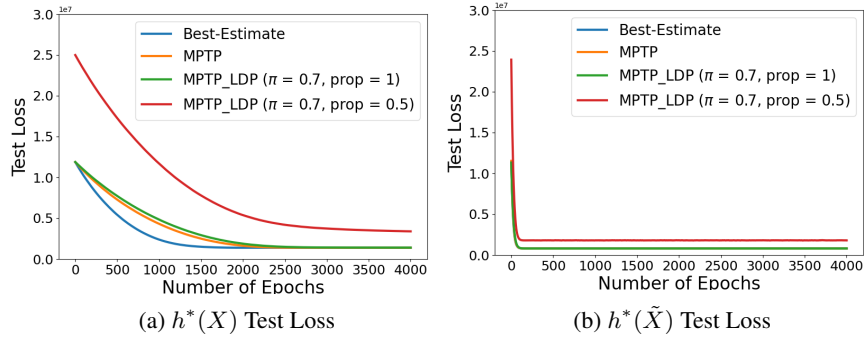 1e7
3.0
2.5
2.0
1.5
1.0
0.5
0.0
Test Loss
Best-Estimate
MPTP
MPTP_LDP (π = 0.7, prop = 1)
MPTP_LDP (π = 0.7, prop = 0.5)
0 500 1000 1500 2000 2500 3000 3500 4000
Number of Epochs
(a) h*(X) Test Loss
1e7
3.0
2.5
2.0
1.5
1.0
0.5
0.0
Test Loss
Best-Estimate
MPTP
MPTP_LDP (π = 0.7, prop = 1)
MPTP_LDP (π = 0.7, prop = 0.5)
0 500 1000 1500 2000 2500 3000 3500 4000
Number of Epochs
(b) h*(X̃) Test Loss